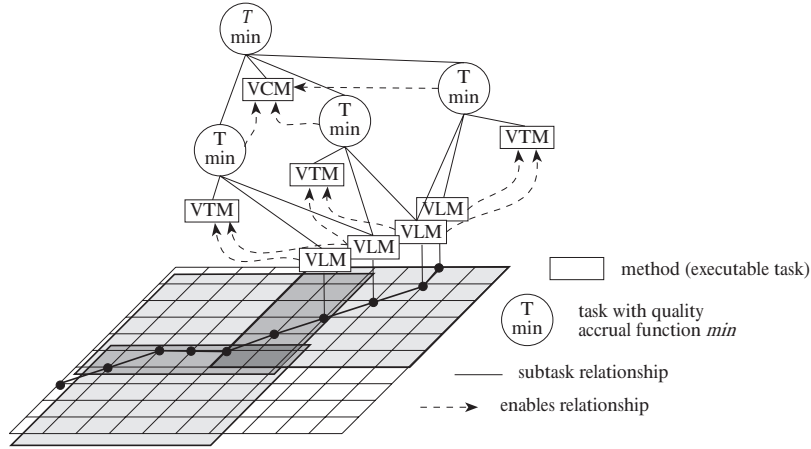 T
min
T
min
VCM
T
min
VTM
T
min
VTM
VTM
VLM
VLM
VLM
VLM
method (executable task)
T
min
task with quality
accrual function min
subtask relationship
enables relationship